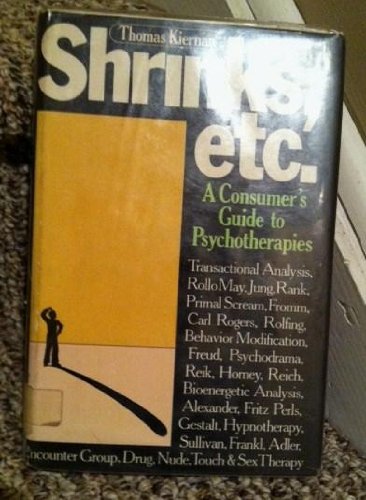 Thomas Kiernan
Shrinks,
etc.
A Consumer's
Guide to
Psychotherapies
Transactional Analysis,
Rollo May, Jung, Rank,
Primal Scream, Fromm,
Carl Rogers, Rolfing,
Behavior Modification,
Freud, Psychodrama,
Reik, Horney, Reich,
Bioenergetic Analysis,
Alexander, Fritz Perls,
Gestalt, Hypnotherapy,
Sullivan, Frankl, Adler,
Encounter Group, Drug, Nude, Touch & Sex Therapy